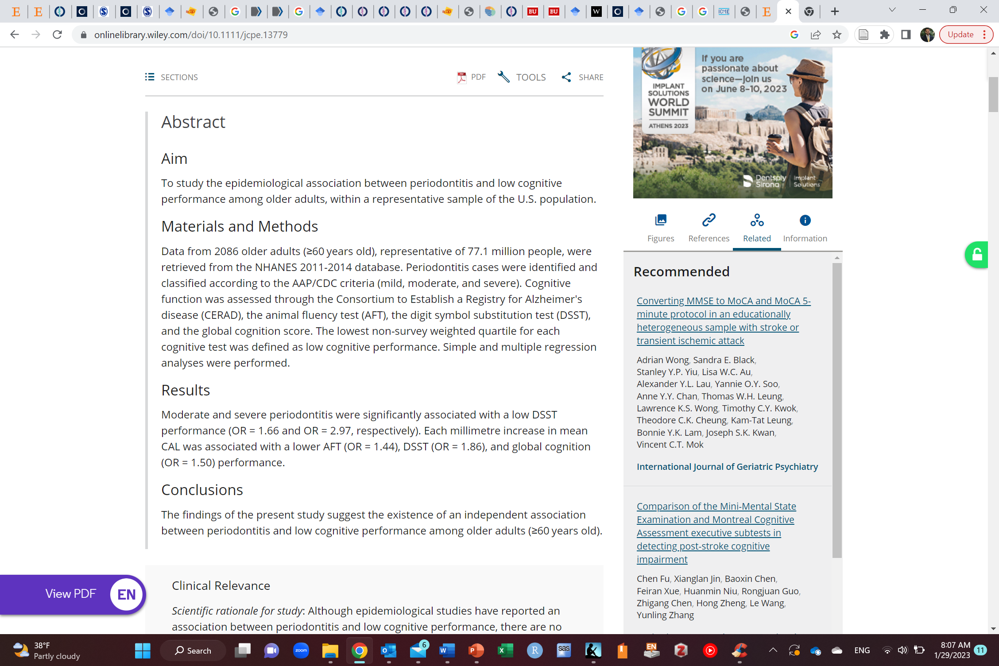 BU
BU
W
ICMJE
onlinelibrary.wiley.com/doi/10.1111/jcpe.13779
Update
SECTIONS
PDF
TOOLS
SHARE
Abstract
Aim
To study the epidemiological association between periodontitis and low cognitive
performance among older adults, within a representative sample of the U.S. population.
Materials and Methods
Data from 2086 older adults (≥60 years old), representative of 77.1 million people, were
retrieved from the NHANES 2011-2014 database. Periodontitis cases were identified and
classified according to the AAP/CDC criteria (mild, moderate, and severe). Cognitive
function was assessed through the Consortium to Establish a Registry for Alzheimer's
disease (CERAD), the animal fluency test (AFT), the digit symbol substitution test (DSST),
and the global cognition score. The lowest non-survey weighted quartile for each
cognitive test was defined as low cognitive performance. Simple and multiple regression
analyses were performed.
Results
Moderate and severe periodontitis were significantly associated with a low DSST
performance (OR = 1.66 and OR = 2.97, respectively). Each millimetre increase in mean
CAL was associated with a lower AFT (OR = 1.44), DSST (OR = 1.86), and global cognition
(OR = 1.50) performance.
Conclusions
The findings of the present study suggest the existence of an independent association
between periodontitis and low cognitive performance among older adults (≥60 years old).
Clinical Relevance
Scientific rationale for study: Although epidemiological studies have reported an
association between periodontitis and low cognitive performance, there are no
View PDF
EN
IMPLANT
SOLUTIONS
WORLD
SUMMIT
ATHENS 2023
If you are
passionate about
science—join us
on June 8–10, 2023
Dentsply
Sirona
Implant
Solutions
Figures
References
Related
Information
Recommended
Converting MMSE to MoCA and MoCA 5-
minute protocol in an educationally
heterogeneous sample with stroke or
transient ischemic attack
Adrian Wong, Sandra E. Black,
Stanley Y.P. Yiu, Lisa W.C. Au,
Alexander Y.L. Lau, Yannie O.Y. Soo,
Anne Y.Y. Chan, Thomas W.H. Leung,
Lawrence K.S. Wong, Timothy C.Y. Kwok,
Theodore C.K. Cheung, Kam-Tat Leung,
Bonnie Y.K. Lam, Joseph S.K. Kwan,
Vincent C.T. Mok
International Journal of Geriatric Psychiatry
Comparison of the Mini-Mental State
Examination and Montreal Cognitive
Assessment executive subtests in
detecting post-stroke cognitive
impairment
Chen Fu, Xianglan Jin, Baoxin Chen,
Feiran Xue, Huanmin Niu, Rongjuan Guo,
Zhigang Chen, Hong Zheng, Le Wang,
Yunling Zhang
38°F
Partly cloudy
Search
zoom
6
sas
EN
ENG
8:07 AM
1/29/2023
11